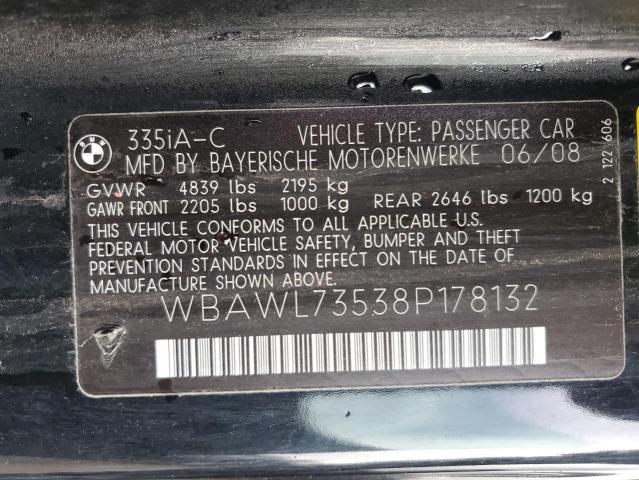 335iA-C VEHICLE TYPE: PASSENGER CAR
MFD BY BAYERISCHE MOTORENWERKE 06/08
GVWR 4839 lbs 2195 kg
GAWR FRONT 2205 lbs 1000 kg REAR 2646 lbs 1200 kg
THIS VEHICLE CONFORMS TO ALL APPLICABLE U.S.
FEDERAL MOTOR VEHICLE SAFETY, BUMPER AND THEFT
PREVENTION STANDARDS IN EFFECT ON THE DATE OF
MANUFACTURE SHOWN ABOVE.
WBAWL73538P178132
2 122 606